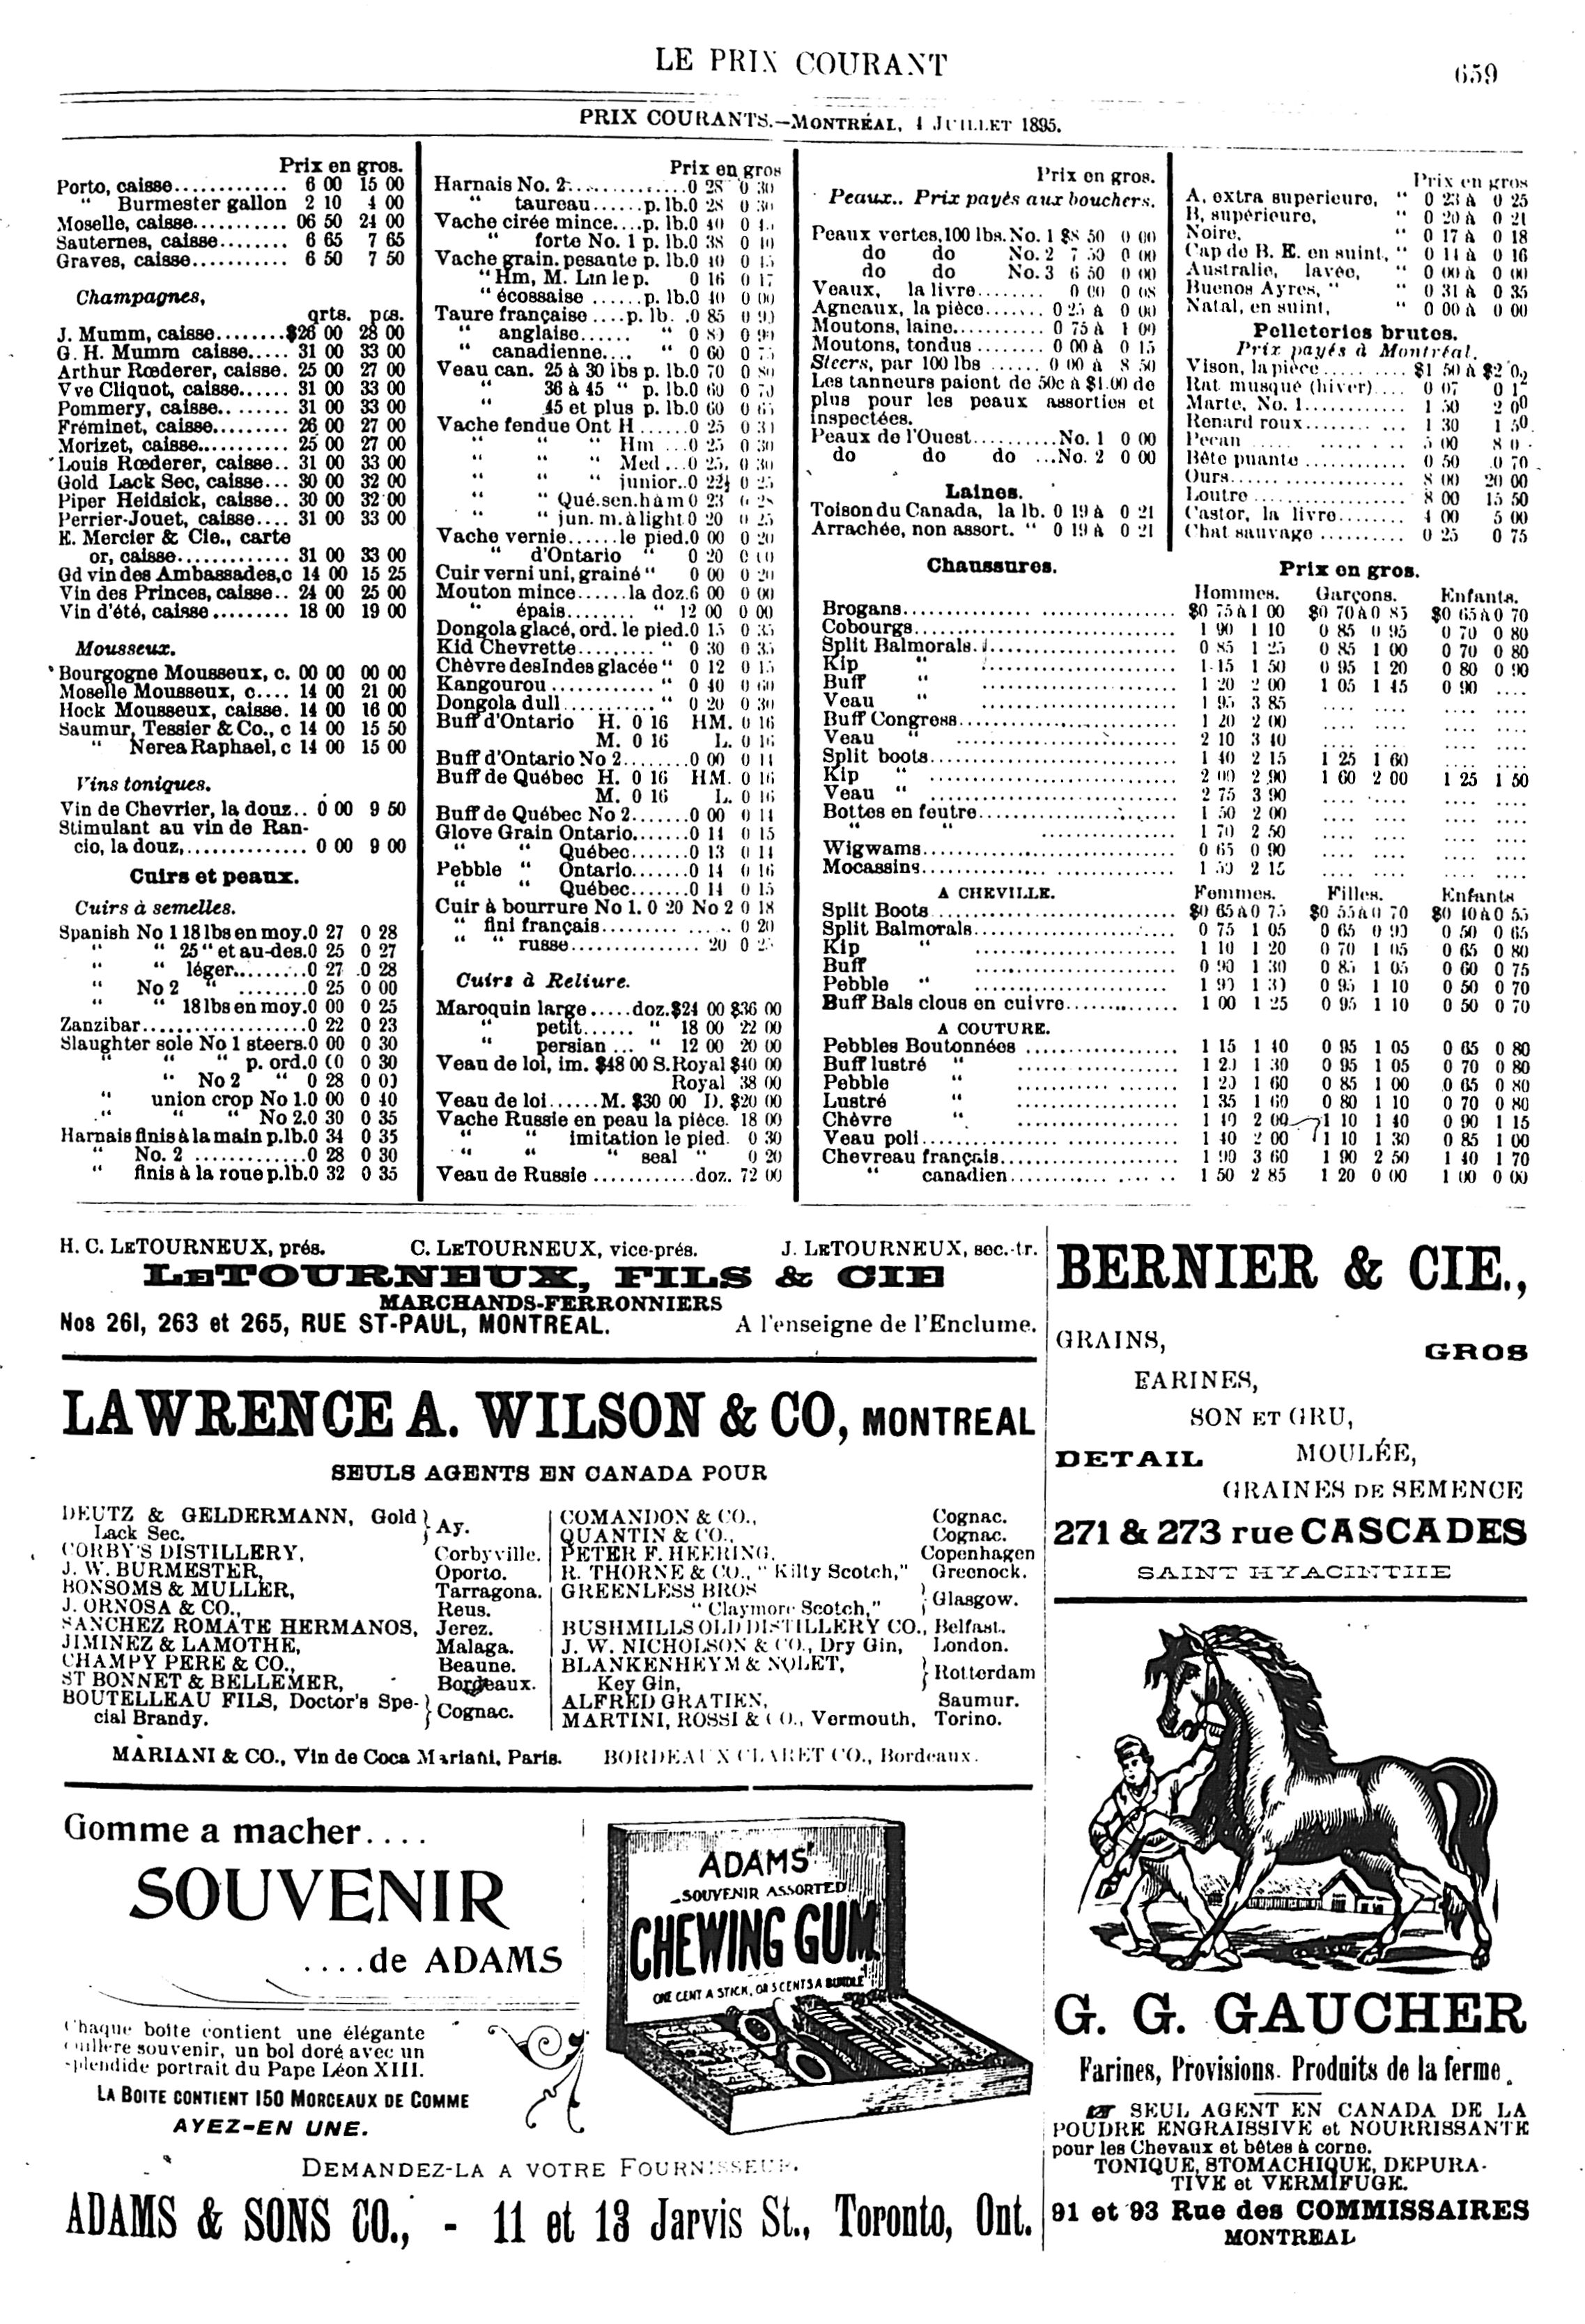 LE PRIX COURANT
659
PRIX COURANTS.—MONTRÉAL, 4 JUILLET 1895.
Prix en gros.
Porto, caisse............. 6 00 15 00
" Burmester gallon 2 10 4 00
Moselle, caisse........... 06 50 24 00
Sauternes, caisse........ 6 65 7 65
Graves, caisse........... 6 50 7 50
Champagnes,
qrts. pts.
J. Mumm, caisse........$26 00 28 00
G. H. Mumm caisse..... 31 00 33 00
Arthur Rœderer, caisse. 25 00 27 00
Vve Cliquot, caisse...... 31 00 33 00
Pommery, caisse......... 31 00 33 00
Fréminet, caisse......... 26 00 27 00
Morizet, caisse........... 25 00 27 00
Louis Rœderer, caisse.. 31 00 33 00
Gold Lack Sec, caisse... 30 00 32 00
Piper Heidsick, caisse.. 30 00 32 00
Perrier-Jouet, caisse.... 31 00 33 00
E. Mercier & Cie., carte
or, caisse............. 31 00 33 00
Gd vin des Ambassades,c 14 00 15 25
Vin des Princes, caisse.. 24 00 25 00
Vin d'été, caisse......... 18 00 19 00
Mousseux.
Bourgogne Mousseux, c. 00 00 00 00
Moselle Mousseux, c.... 14 00 21 00
Hock Mousseux, caisse. 14 00 16 00
Saumur, Tessier & Co., c 14 00 15 50
" Nerea Raphael, c 14 00 15 00
Vins toniques.
Vin de Chevrier, la douz.. 0 00 9 50
Stimulant au vin de Ran-
cio, la douz,.............. 0 00 9 00
Cuirs et peaux.
Cuirs à semelles.
Spanish No 1 18 lbs en moy.0 27 0 28
" " 25 " et au-des.0 25 0 27
" " léger.........0 27 0 28
" No 2 " ........0 25 0 00
" " 18 lbs en moy.0 00 0 25
Zanzibar...................0 22 0 23
Slaughter sole No 1 steers.0 00 0 30
" " " p. ord.0 00 0 30
" No 2 " 0 28 0 00
" union crop No 1.0 00 0 40
" " " No 2.0 30 0 35
Harnais finis à la main p.lb.0 34 0 35
" No. 2 .............0 28 0 30
" finis à la roue p.lb.0 32 0 35
Prix en gros
Harnais No. 2..............0 28 0 30
" taureau......p. lb.0 28 0 30
Vache cirée mince....p. lb.0 40
" forte No. 1 p. lb.0 38 0 40
Vache grain. pesante p. lb.0 40 0 45
" Hm, M. Lm le p. 0 16 0 17
" écossaise ......p. lb.0 40 0 00
Taure française ....p. lb. .0 85 0 90
" anglaise...... " 0 80 0 90
" canadienne.... " 0 60 0 75
Veau can. 25 à 30 lbs p. lb.0 70 0 80
" 36 à 45 " p. lb.0 60 0 70
" 45 et plus p. lb.0 60 0 65
Vache fendue Ont H ......0 25 0 30
" " " Hm ...0 25 0 30
" " " Med ...0 25, 0 30
" " " junior..0 22½ 0 25
" " " Qué.sen.h à m 0 23 0 28
" " " jun. m. à light 0 20 0 25
Vache vernie......le pied.0 00 0 20
" d'Ontario " 0 20
Cuir verni uni, grainé " 0 00 0 20
Mouton mince......la doz.6 00 0 00
" épais........ " 12 00 0 00
Dongola glacé, ord. le pied.0 15 0 35
Kid Chevrette......... " 0 30 0 35
Chèvre des Indes glacée " 0 12 0 15
Kangourou............. " 0 40 0 60
Dongola dull........... " 0 20 0 30
Buff d'Ontario H. 0 16 HM. 0 16
M. 0 16 L. 0 16
Buff d'Ontario No 2........0 00 0 14
Buff de Québec H. 0 16 HM. 0 16
M. 0 16 L. 0 16
Buff de Québec No 2.......0 00 0 14
Glove Grain Ontario.......0 14 0 15
" " Québec.......0 13 0 14
Pebble " Ontario.......0 14 0 16
" " Québec.......0 14 0 15
Cuir à bourrure No 1. 0 20 No 2 0 18
" fini français........ .... 0 20
" " russe............... 20
Cuirs à Reliure.
Maroquin large.....doz.$24 00 $36 00
" petit...... " 18 00 22 00
" persian ... " 12 00 20 00
Veau de loi, im. $48 00 S.Royal $40 00
Royal 38 00
Veau de loi......M. $30 00 D. $20 00
Vache Russie en peau la pièce. 18 00
" " imitation le pied. 0 30
" " " seal " 0 20
Veau de Russie ............doz. 72 00
Prix en gros.
Peaux.. Prix payés aux bouchers.
Peaux vertes,100 lbs. No. 1 $8 50 0 00
do do No. 2 7 50 0 00
do do No. 3 6 50 0 00
Veaux, la livre........ 0 00 0 08
Agneaux, la pièce....... 0 25 à 0 00
Moutons, laine.......... 0 75 à 1 00
Moutons, tondus ....... 0 00 à 0 15
Steers, par 100 lbs ...... 0 00 à 8 50
Les tanneurs paient de 50c à $1.00 de
plus pour les peaux assorties et
inspectées.
Peaux de l'Ouest..........No. 1 0 00
do do do ...No. 2 0 00
Laines.
Toison du Canada, la lb. 0 19 à 0 21
Arrachée, non assort. " 0 19 à 0 21
Prix en gros
A, extra superieure, " 0 23 à 0 25
B, supérieure, " 0 20 à 0 21
Noire, " 0 17 à 0 18
Cap de B. E. en suint, " 0 14 à 0 16
Australie, lavée, " 0 00 à 0 00
Buenos Ayres, " " 0 31 à 0 35
Natal, en suint, " 0 00 à 0 00
Pelleteries brutes.
Prix payés à Montréal.
Vison, la pièce........... $1 50 à $2
Rat musqué (hiver).... 0 07
Marte, No. 1............ 1 50 2 00
Renard roux............. 1 30 1 50
Pecan ..... 5 00
Bête puante ............. 0 50 0 70
Ours..................... 8 00 20 00
Loutre .................. 8 00 15 50
Castor, la livre......... 4 00 5 00
Chat sauvage .......... 0 25 0 75
Chaussures. Prix en gros.
Hommes. Garçons. Enfants.
Brogans................ $0 75 à 1 00 $0 70 à 0 85 $0 65 à 0 70
Cobourgs................ 1 90 1 10 0 85 0 95 0 70 0 80
Split Balmorals......... 0 85 1 25 0 85 1 00 0 70 0 80
Kip " ................ 1 15 1 50 0 95 1 20 0 80 0 90
Buff " ................ 1 20 2 00 1 05 1 45 0 90 ....
Veau " ................ 1 95 3 85 .... .... .... ....
Buff Congress........... 1 20 2 00 .... .... .... ....
Veau " ................ 2 10 3 40 .... .... .... ....
Split boots.............. 1 40 2 15 1 25 1 60 .... ....
Kip " ................ 2 00 2 90 1 60 2 00 1 25 1 50
Veau " ................ 2 75 3 90 .... .... .... ....
Bottes en feutre......... 1 50 2 00 .... .... .... ....
" " ................ 1 70 2 50 .... .... .... ....
Wigwams................ 0 65 0 90 .... .... .... ....
Mocassins............... 1 50 2 15 .... .... .... ....
A CHEVILLE. Femmes. Filles. Enfants
Split Boots.............. $0 65 à 0 75 $0 55 à 0 70 $0 40 à 0 55
Split Balmorals.......... 0 75 1 05 0 65 0 90 0 50 0 65
Kip " ................ 1 10 1 20 0 70 1 05 0 65 0 80
Buff ................ 0 90 1 30 0 85 1 05 0 60 0 75
Pebble " ................ 1 90 1 30 0 95 1 10 0 50 0 70
Buff Bals clous en cuivre........... 1 00 1 25 0 95 1 10 0 50 0 70
A COUTURE.
Pebbles Boutonnées ................ 1 15 1 40 0 95 1 05 0 65 0 80
Buff lustré " ................ 1 20 1 30 0 95 1 05 0 70 0 80
Pebble " ................ 1 20 1 60 0 85 1 00 0 65 0 80
Lustré " ................ 1 35 1 60 0 80 1 10 0 70 0 80
Chèvre " ................ 1 40 2 00 1 10 1 40 0 90 1 15
Veau poli................ 1 40 2 00 1 10 1 30 0 85 1 00
Chevreau français........ 1 90 3 60 1 90 2 50 1 40 1 70
" canadien........... 1 50 2 85 1 20 0 00 1 00 0 00
H. C. LETOURNEUX, prés. C. LETOURNEUX, vice-prés. J. LETOURNEUX, sec.-tr.
LETOURNEUX, FILS & CIE
MARCHANDS-FERRONNIERS
Nos 261, 263 et 265, RUE ST-PAUL, MONTREAL. A l'enseigne de l'Enclume.
LAWRENCE A. WILSON & CO, MONTREAL
SEULS AGENTS EN CANADA POUR
DEUTZ & GELDERMANN, Gold
Lack Sec. } Ay.
CORBY'S DISTILLERY, Corbyville.
J. W. BURMESTER, Oporto.
BONSOMS & MULLER, Tarragona.
J. ORNOSA & CO., Reus.
SANCHEZ ROMATE HERMANOS, Jerez.
JIMINEZ & LAMOTHE, Malaga.
CHAMPY PERE & CO., Beaune.
ST BONNET & BELLEMER, Bordeaux.
BOUTELLEAU FILS, Doctor's Spe-
cial Brandy. } Cognac.
COMANDON & CO., Cognac.
QUANTIN & CO., Cognac.
PETER F. HEERING, Copenhagen
R. THORNE & CO., " Kilty Scotch," Greenock.
GREENLESS BROS
" Claymore Scotch," } Glasgow.
BUSHMILLS OLD DISTILLERY CO., Belfast.
J. W. NICHOLSON & CO., Dry Gin, London.
BLANKENHEYM & NOLET,
Key Gin, } Rotterdam
ALFRED GRATIEN, Saumur.
MARTINI, ROSSI & CO., Vermouth, Torino.
MARIANI & CO., Vin de Coca Mariani, Paris. BORDEAUX CLARET CO., Bordeaux.
Gomme a macher....
SOUVENIR
....de ADAMS
Chaque boite contient une élégante
cuillere souvenir, un bol doré avec un
splendide portrait du Pape Léon XIII.
LA BOITE CONTIENT 150 MORCEAUX DE GOMME
AYEZ-EN UNE.
ADAMS'
SOUVENIR ASSORTED
CHEWING GUM
ONE CENT A STICK, OR 5 CENTS A BUNDLE
DEMANDEZ-LA A VOTRE FOURNISSEUR.
ADAMS & SONS CO., - 11 et 13 Jarvis St., Toronto, Ont.
BERNIER & CIE.,
GRAINS,
GROS
FARINES,
SON ET GRU,
DETAIL MOULÉE,
GRAINES DE SEMENCE
271 & 273 rue CASCADES
SAINT HYACINTHE
G. G. GAUCHER
Farines, Provisions. Produits de la ferme.
☞ SEUL AGENT EN CANADA DE LA
POUDRE ENGRAISSIVE et NOURRISSANTE
pour les Chevaux et bêtes à corne.
TONIQUE, STOMACHIQUE, DEPURA-
TIVE et VERMIFUGE.
91 et 93 Rue des COMMISSAIRES
MONTREAL